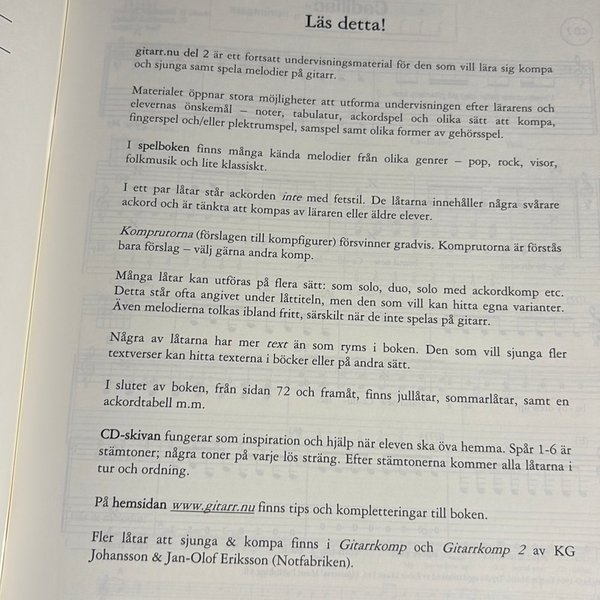 Läs detta!
gitarr.nu del 2 är ett fortsatt undervisningsmaterial för den som vill lära sig kompa
och sjunga samt spela melodier på gitarr.
Materialet öppnar stora möjligheter att utforma undervisningen efter lärarens och
elevernas önskemål – noter, tabulatur, ackordspel och olika sätt att kompa,
fingerspel och/eller plektrumspel, samspel samt olika former av gehörsspel.
I spelboken finns många kända melodier från olika genrer – pop, rock, visor,
folkmusik och lite klassiskt.
I ett par låtar står ackorden inte med fetstil. De låtarna innehåller några svårare
ackord och är tänkta att kompas av läraren eller äldre elever.
Komprutorna (förslagen till kompfigurer) försvinner gradvis. Komprutorna är förstås
bara förslag – välj gärna andra komp.
Många låtar kan utföras på flera sätt: som solo, duo, solo med ackordkomp etc.
Detta står ofta angivet under låttiteln, men den som vill kan hitta egna varianter.
Även melodierna tolkas ibland fritt, särskilt när de inte spelas på gitarr.
Några av låtarna har mer text än som ryms i boken. Den som vill sjunga fler
textverser kan hitta texterna i böcker eller på andra sätt.
I slutet av boken, från sidan 72 och framåt, finns jullåtar, sommarlåtar, samt en
ackordtabell m.m.
CD-skivan fungerar som inspiration och hjälp när eleven ska öva hemma. Spår 1-6 är
stämtoner; några toner på varje lös sträng. Efter stämtonerna kommer alla låtarna i
tur och ordning.
På hemsidan www.gitarr.nu finns tips och kompletteringar till boken.
Fler låtar att sjunga & kompa finns i Gitarrkomp och Gitarrkomp 2 av KG
Johansson & Jan-Olof Eriksson (Notfabriken).